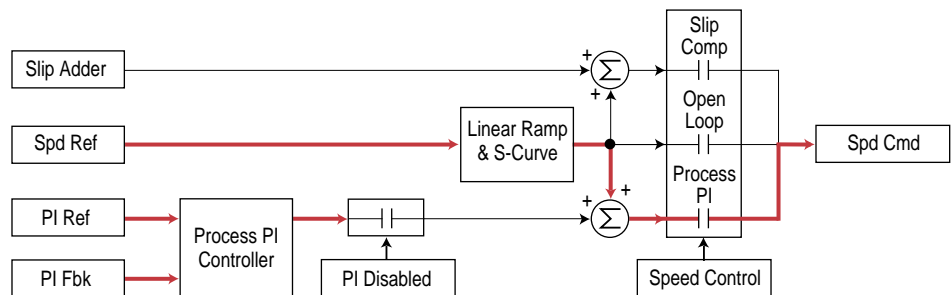 Slip
Comp
+
Slip Adder
Σ
+
Open
Loop
Spd Ref
Linear Ramp
& S-Curve
Spd Cmd
Process
PI
+
+
PI Ref
Σ
Process PI
Controller
PI Fbk
PI Disabled
Speed Control